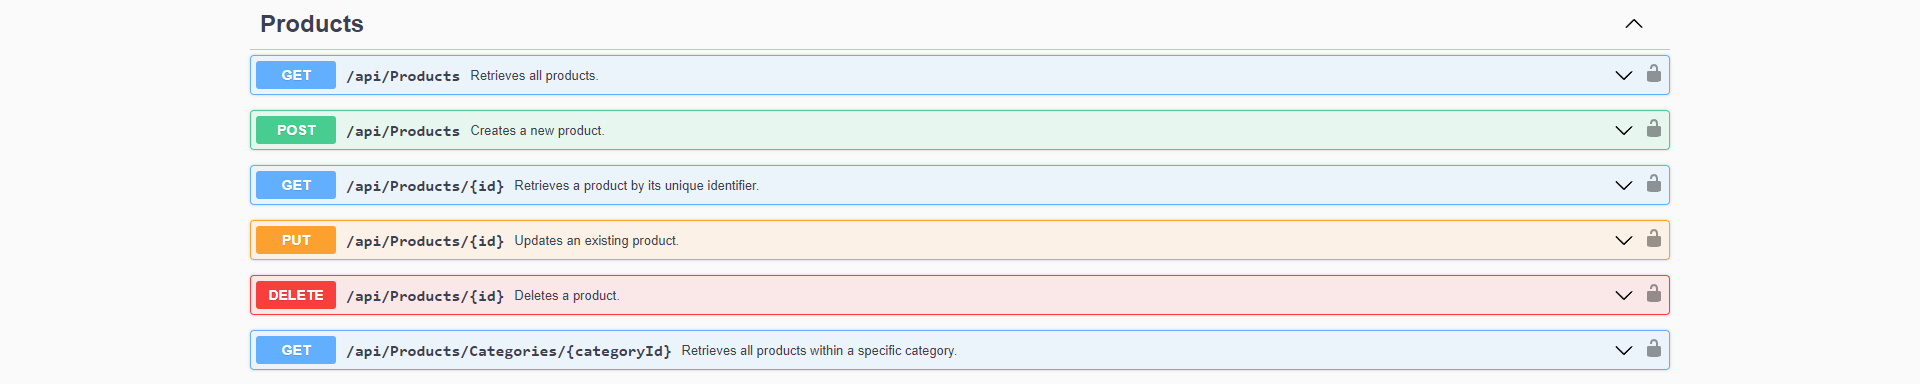 Products
GET /api/Products Retrieves all products.
POST /api/Products Creates a new product.
GET /api/Products/{id} Retrieves a product by its unique identifier.
PUT /api/Products/{id} Updates an existing product.
DELETE /api/Products/{id} Deletes a product.
GET /api/Products/Categories/{categoryId} Retrieves all products within a specific category.